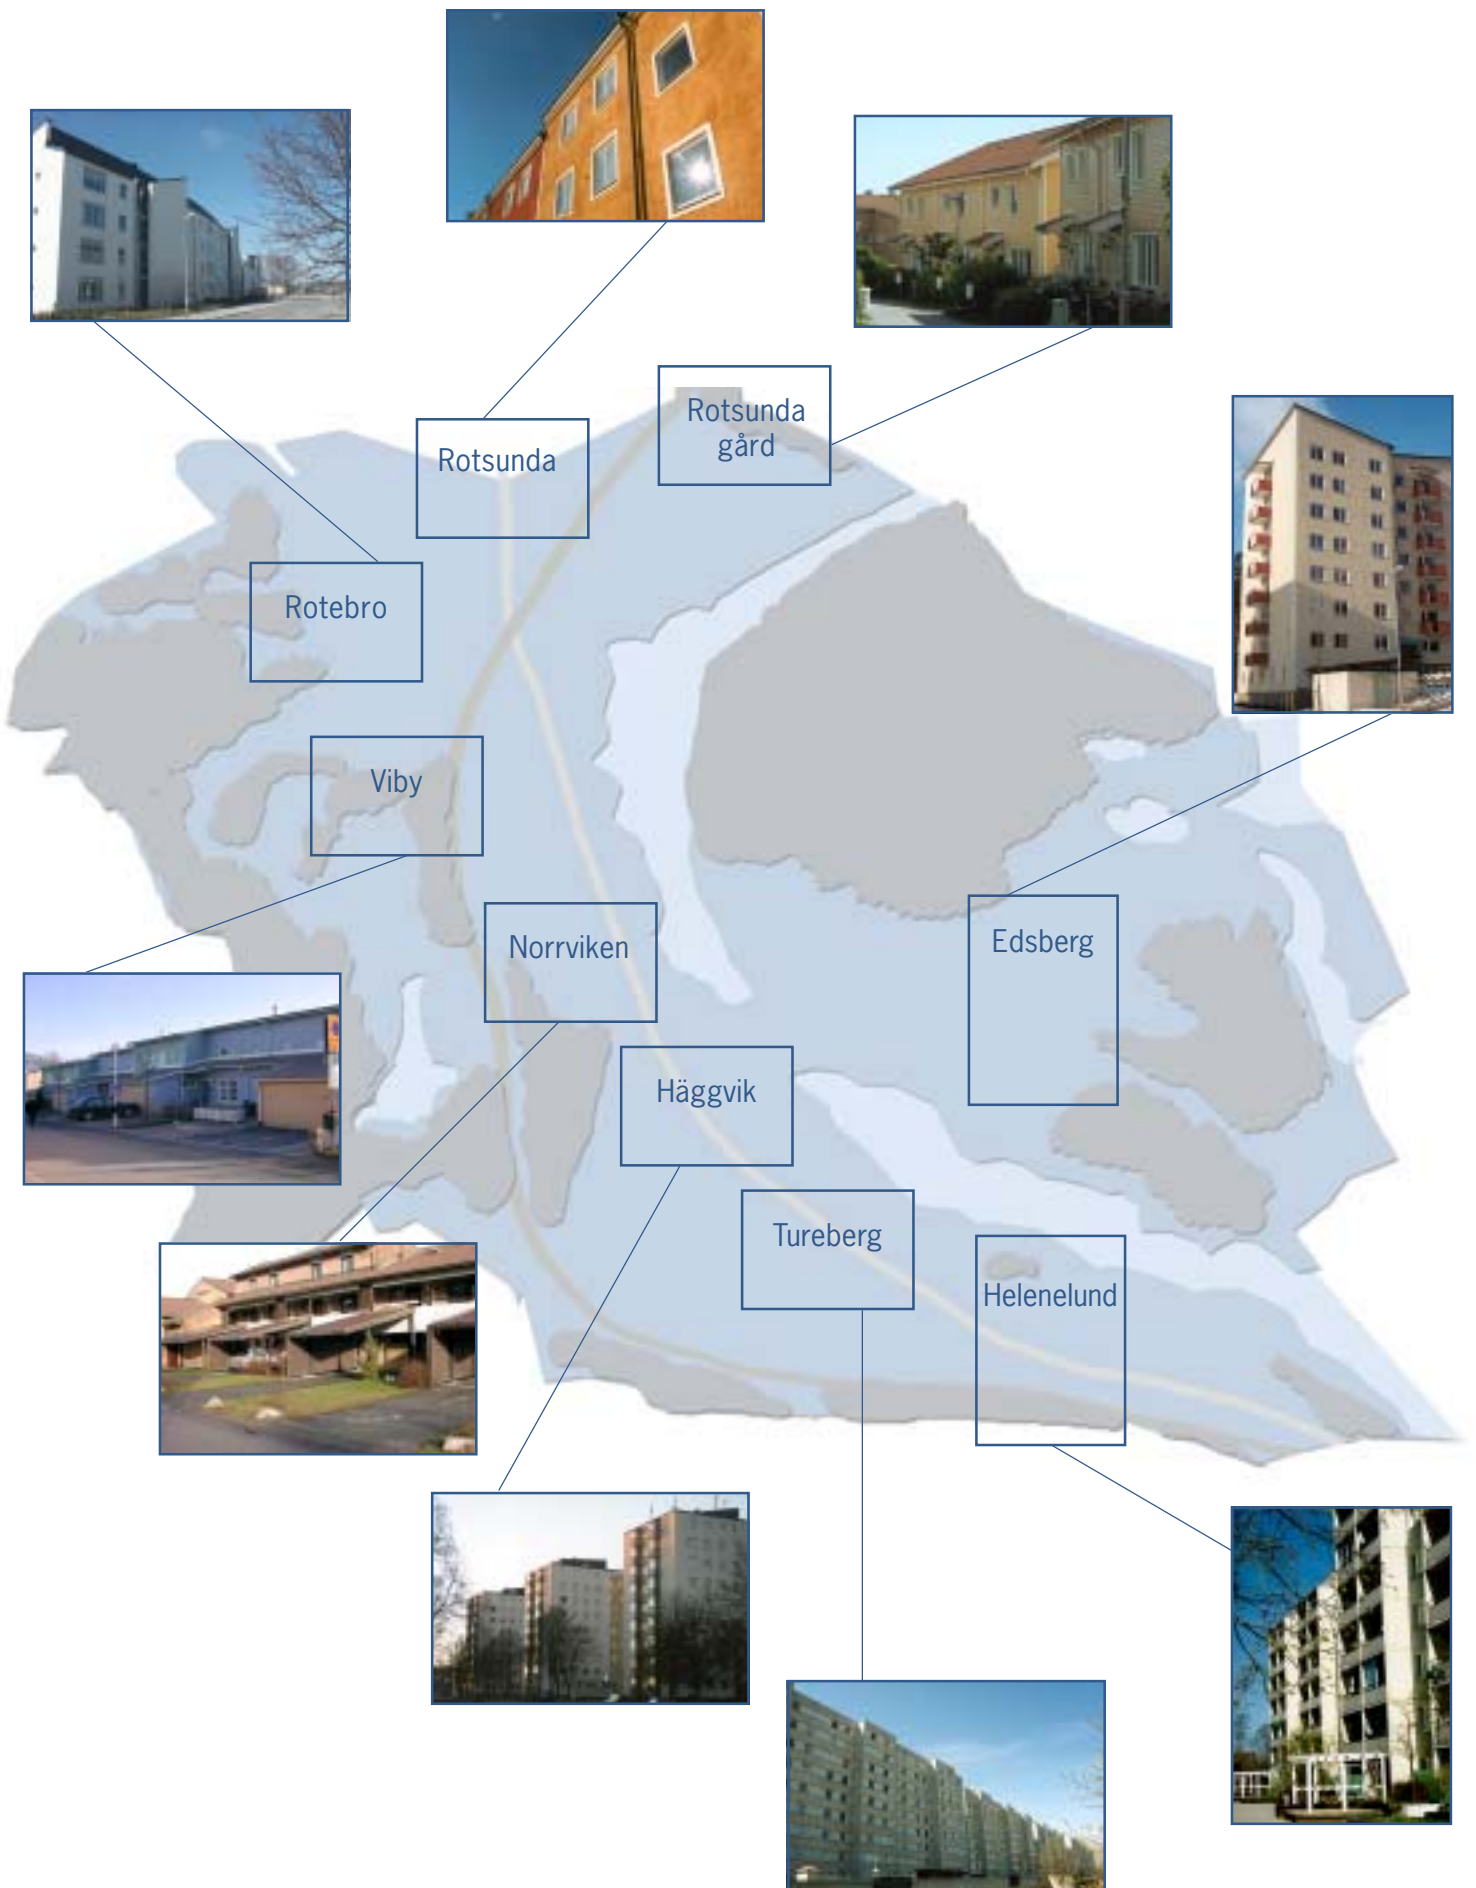 Rotsunda
gård
Rotsunda
Rotebro
Viby
Norrviken
Edsberg
Häggvik
Tureberg
Helenelund